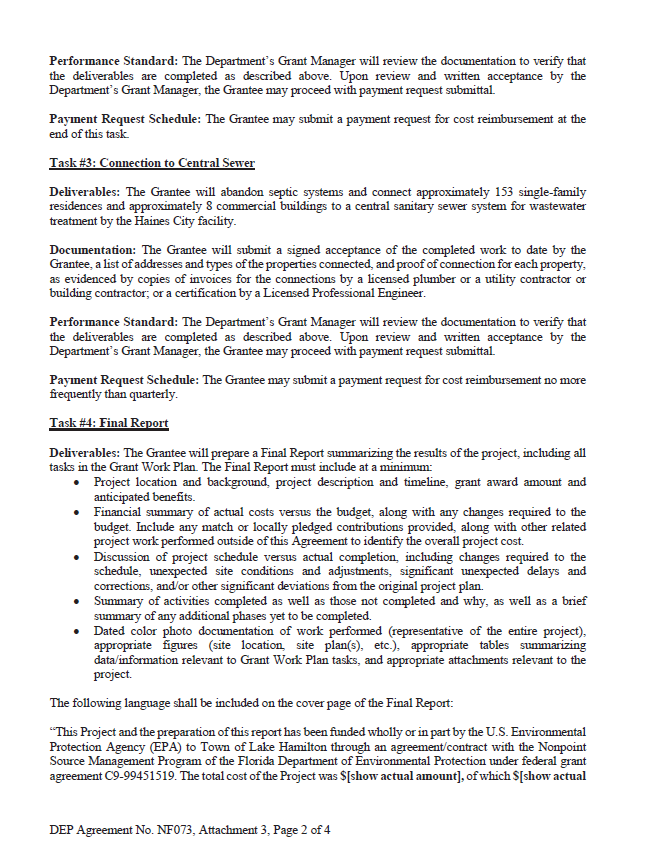 Performance Standard: The Department's Grant Manager will review the documentation to verify that
the deliverables are completed as described above. Upon review and written acceptance by the
Department's Grant Manager, the Grantee may proceed with payment request submittal.
Payment Request Schedule: The Grantee may submit a payment request for cost reimbursement at the
end of this task.
Task #3: Connection to Central Sewer
Deliverables: The Grantee will abandon septic systems and connect approximately 153 single-family
residences and approximately 8 commercial buildings to a central sanitary sewer system for wastewater
treatment by the Haines City facility.
Documentation: The Grantee will submit a signed acceptance of the completed work to date by the
Grantee, a list of addresses and types of the properties connected, and proof of connection for each property,
as evidenced by copies of invoices for the connections by a licensed plumber or a utility contractor or
building contractor; or a certification by a Licensed Professional Engineer.
Performance Standard: The Department's Grant Manager will review the documentation to verify that
the deliverables are completed as described above. Upon review and written acceptance by the
Department's Grant Manager, the Grantee may proceed with payment request submittal.
Payment Request Schedule: The Grantee may submit a payment request for cost reimbursement no more
frequently than quarterly.
Task #4: Final Report
Deliverables: The Grantee will prepare a Final Report summarizing the results of the project, including all
tasks in the Grant Work Plan. The Final Report must include at a minimum:
• Project location and background, project description and timeline, grant award amount and
anticipated benefits.
• Financial summary of actual costs versus the budget, along with any changes required to the
budget. Include any match or locally pledged contributions provided, along with other related
project work performed outside of this Agreement to identify the overall project cost.
• Discussion of project schedule versus actual completion, including changes required to the
schedule, unexpected site conditions and adjustments, significant unexpected delays and
corrections, and/or other significant deviations from the original project plan.
• Summary of activities completed as well as those not completed and why, as well as a brief
summary of any additional phases yet to be completed.
• Dated color photo documentation of work performed (representative of the entire project),
appropriate figures (site location, site plan(s), etc.), appropriate tables summarizing
data/information relevant to Grant Work Plan tasks, and appropriate attachments relevant to the
project.
The following language shall be included on the cover page of the Final Report:
"This Project and the preparation of this report has been funded wholly or in part by the U.S. Environmental
Protection Agency (EPA) to Town of Lake Hamilton through an agreement/contract with the Nonpoint
Source Management Program of the Florida Department of Environmental Protection under federal grant
agreement C9-99451519. The total cost of the Project was $[show actual amount], of which $[show actual
DEP Agreement No. NF073, Attachment 3, Page 2 of 4